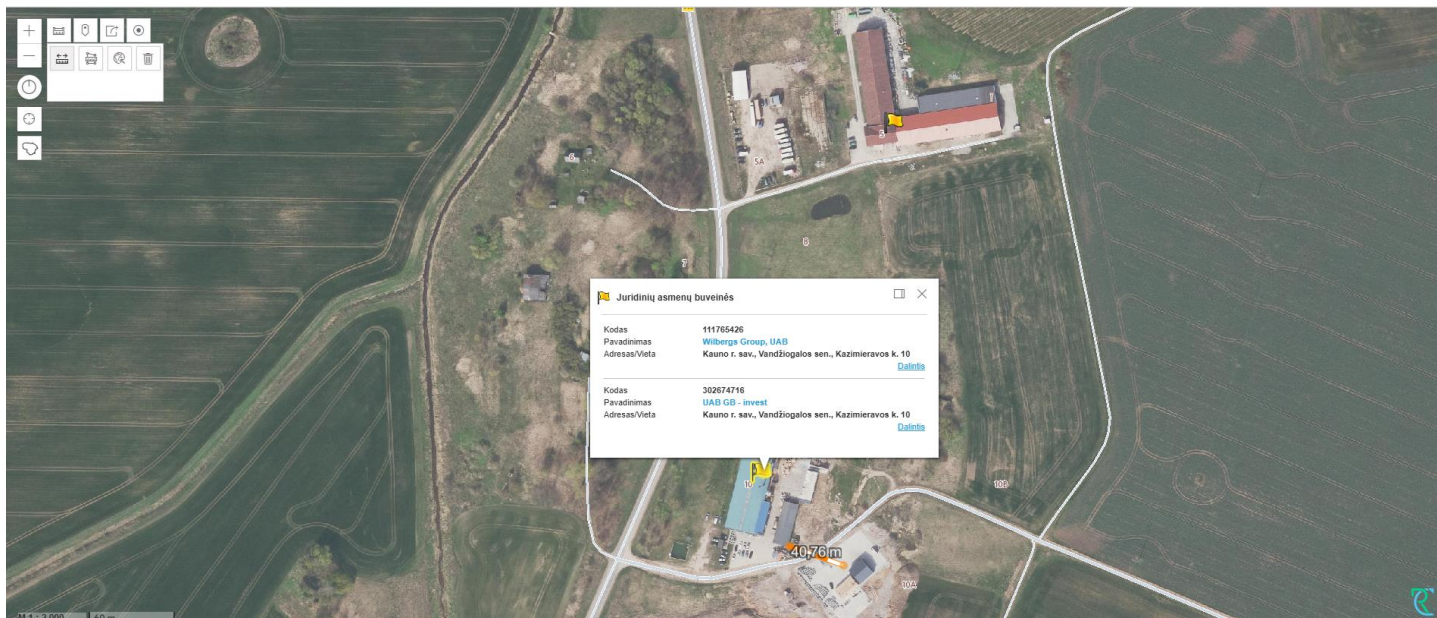 6
5A
5
8
7
Juridinių asmenų buveinės
Kodas 111765426
Pavadinimas Wilbergs Group, UAB
Adresas/Vieta Kauno r. sav., Vandžiogalos sen., Kazimieravos k. 10
Dalintis
Kodas 302674716
Pavadinimas UAB GB - invest
Adresas/Vieta Kauno r. sav., Vandžiogalos sen., Kazimieravos k. 10
Dalintis
10
10B
40,76 m
10A